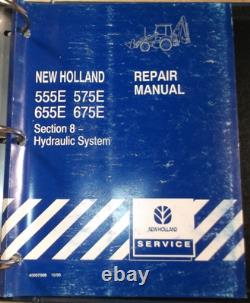 NEW HOLLAND
555E 575E
655E 675E
Section 8 -
Hydraulic System
REPAIR
MANUAL
NEW HOLLAND
SERVICE